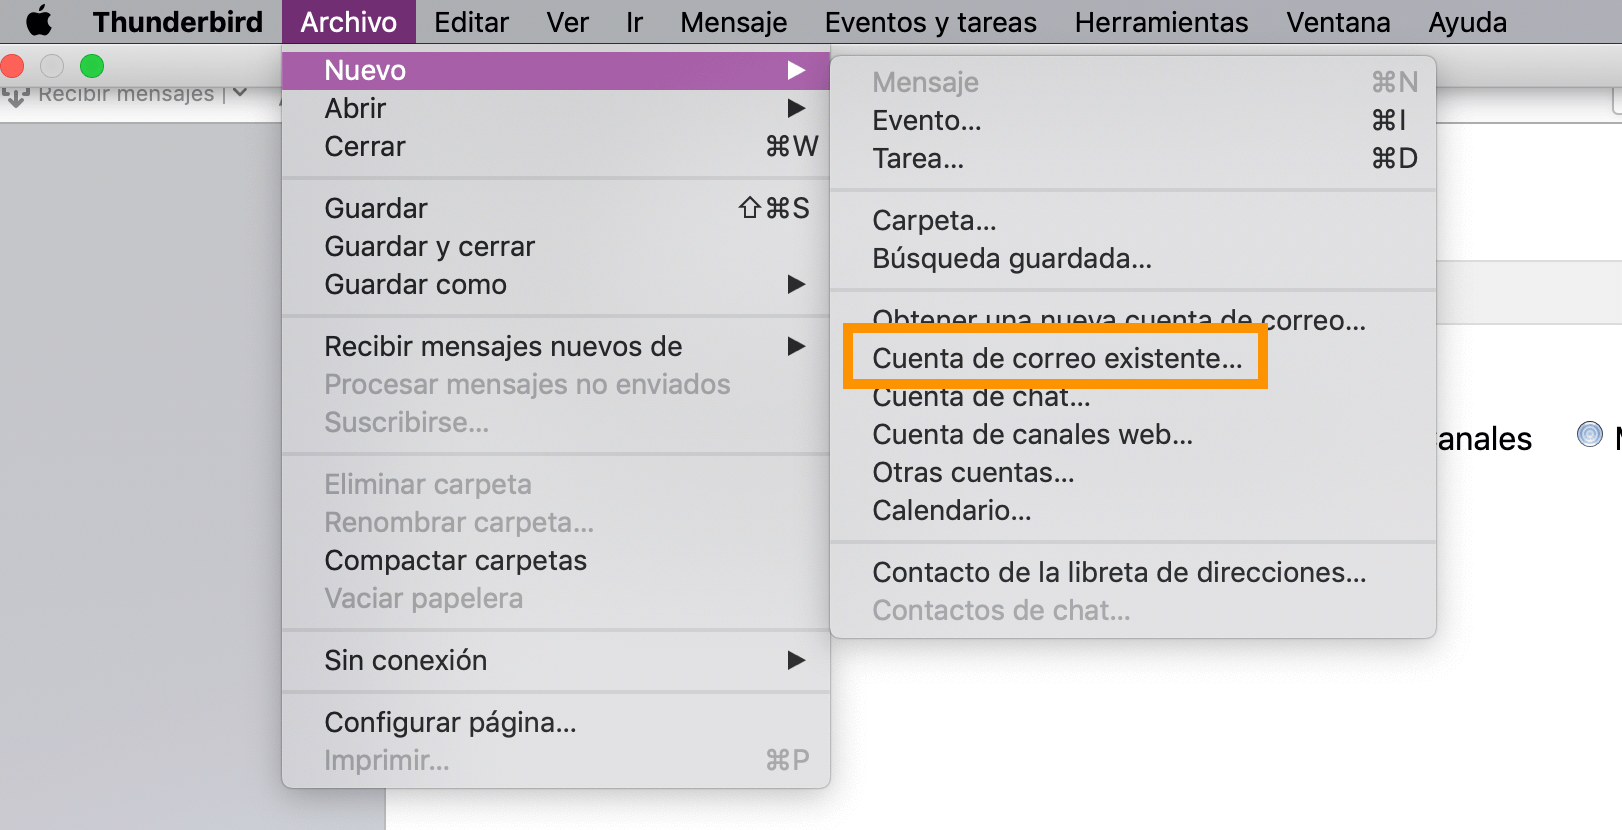 Thunderbird Archivo Editar Ver Ir Mensaje Eventos y tareas Herramientas Ventana Ayuda
Recibir mensajes
Nuevo
Abrir
Cerrar ⌘W
Guardar ⇧⌘S
Guardar y cerrar
Guardar como
Recibir mensajes nuevos de
Procesar mensajes no enviados
Suscribirse...
Eliminar carpeta
Renombrar carpeta...
Compactar carpetas
Vaciar papelera
Sin conexión
Configurar página...
Imprimir... ⌘P
Mensaje ⌘N
Evento... ⌘I
Tarea... ⌘D
Carpeta...
Búsqueda guardada...
Obtener una nueva cuenta de correo...
Cuenta de correo existente...
Cuenta de chat...
Cuenta de canales web...
Otras cuentas...
Calendario...
Contacto de la libreta de direcciones...
Contactos de chat...
anales